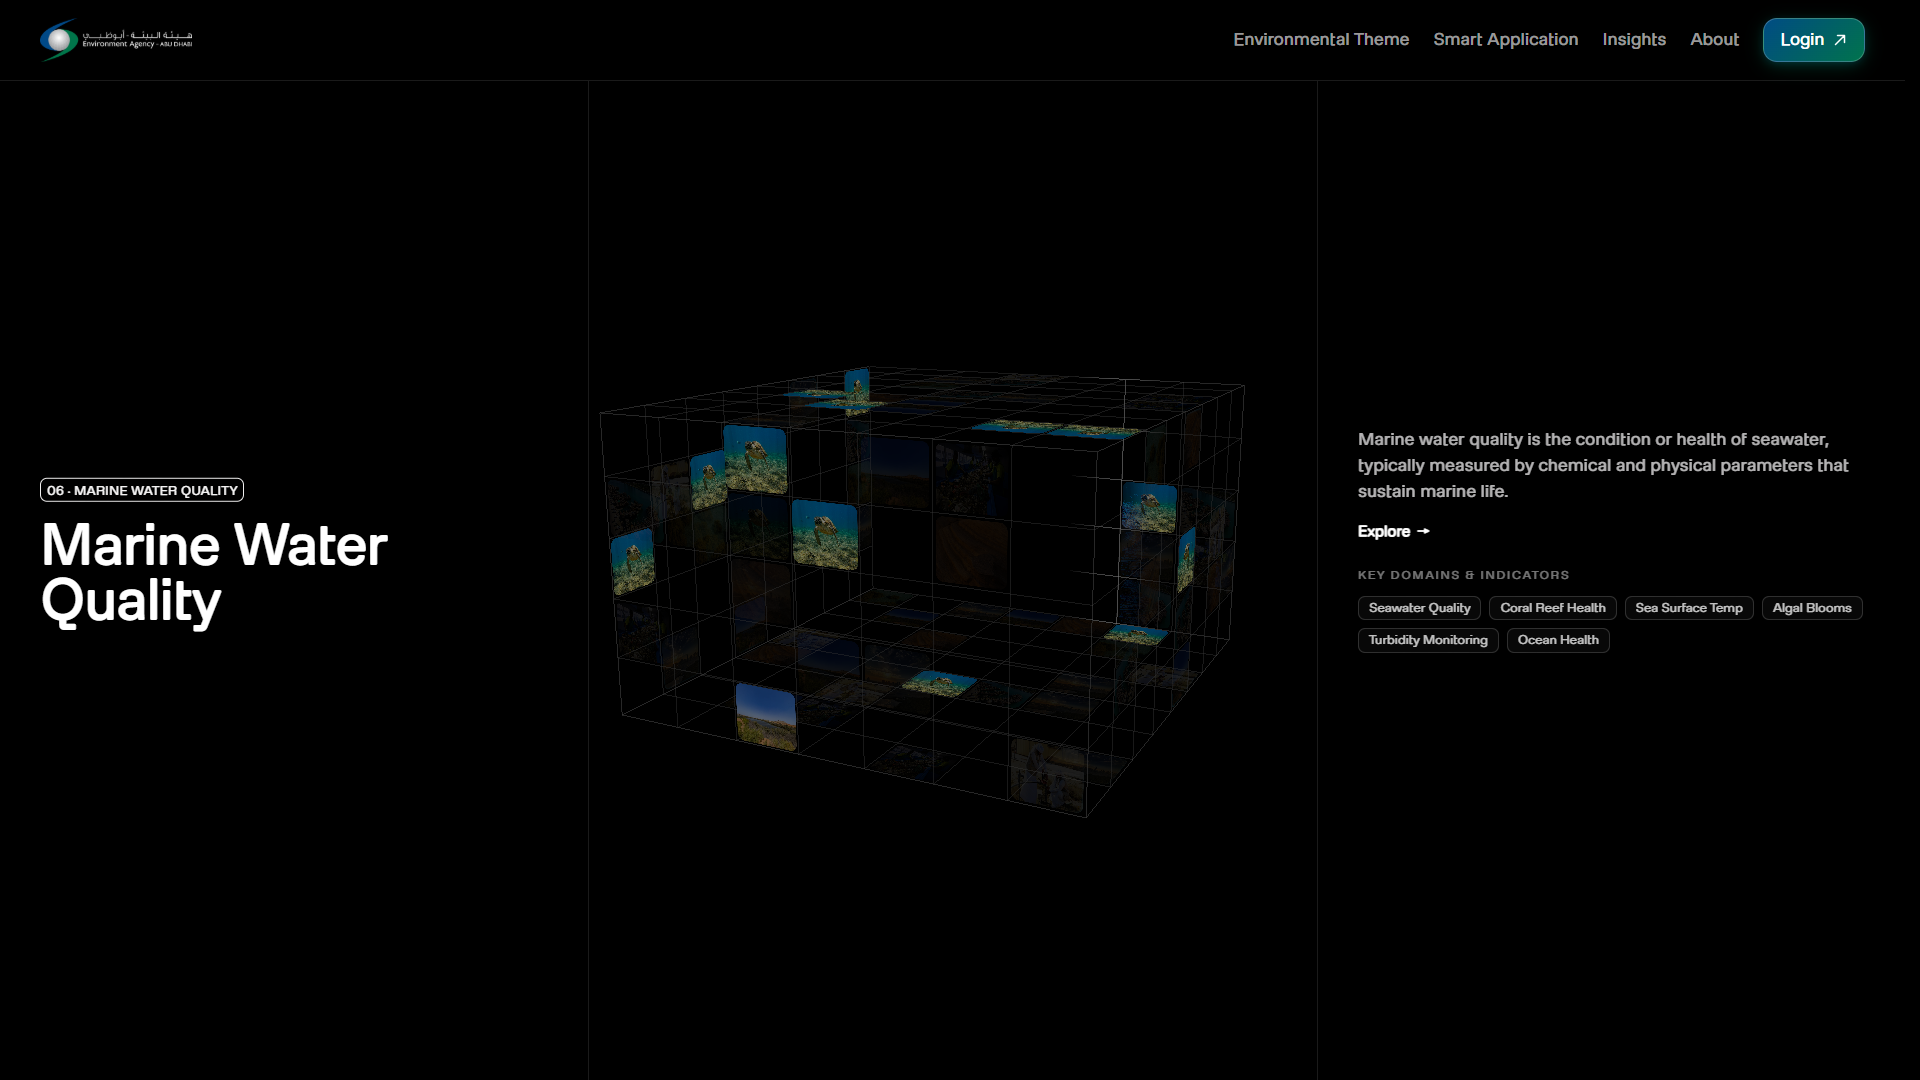 هيئة البيئة - أبوظبي
Environment Agency - ABU DHABI
Environmental Theme
Smart Application
Insights
About
Login
06 - MARINE WATER QUALITY
Marine Water
Quality
Marine water quality is the condition or health of seawater,
typically measured by chemical and physical parameters that
sustain marine life.
Explore →
KEY DOMAINS & INDICATORS
Seawater Quality
Coral Reef Health
Sea Surface Temp
Algal Blooms
Turbidity Monitoring
Ocean Health